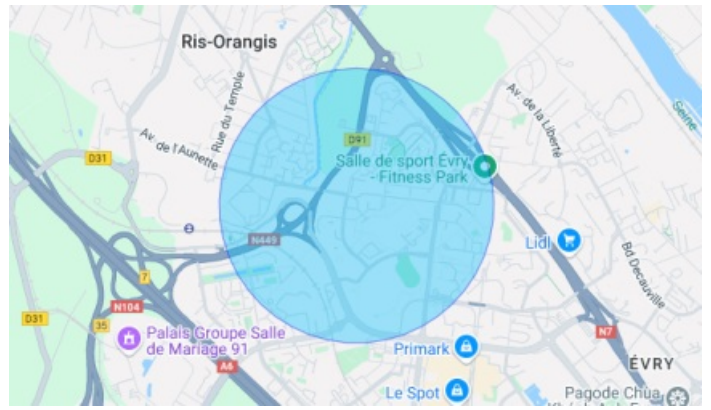 Ris-Orangis
Rue du Temple
Av. de l'Aunette
Av. de la Liberté
Seine
D91
D31
Salle de sport Évry
- Fitness Park
N449
Lidl
Bd Decauville
7
N104
D31
35
Palais Groupe Salle
de Mariage 91
A6
Primark
N7
ÉVRY
Le Spot
Pagode Chùa